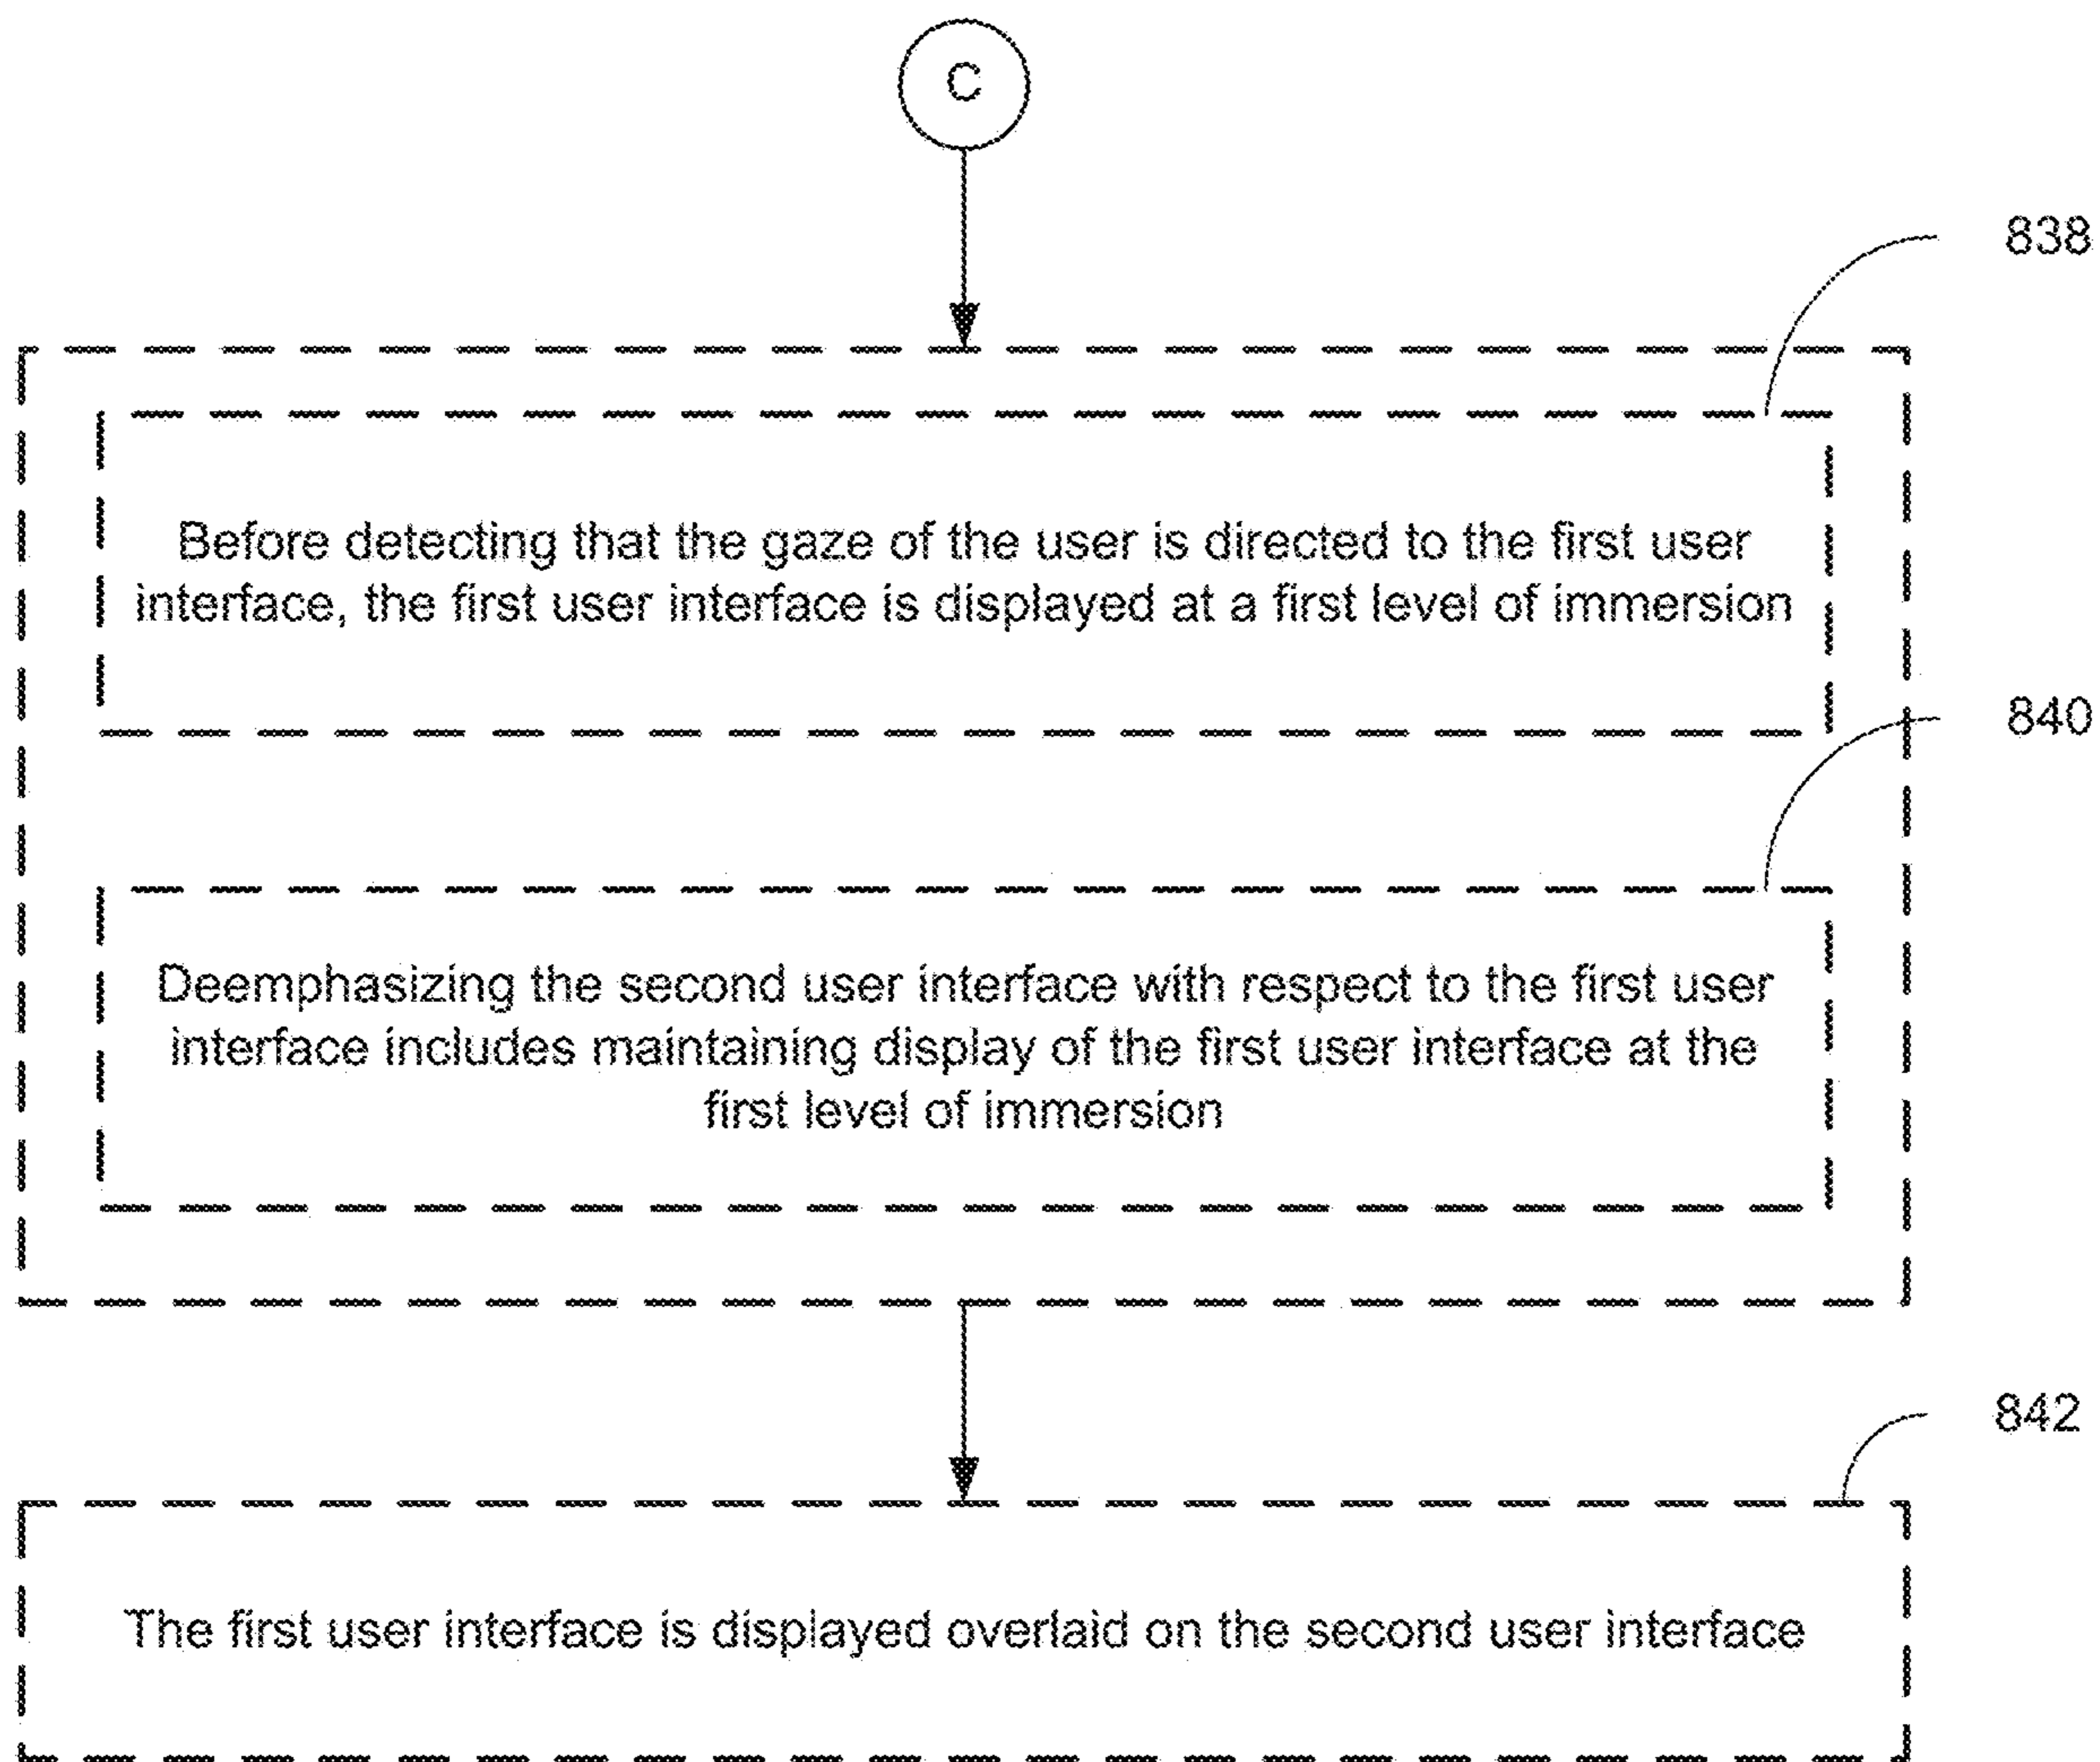 C
838
Before detecting that the gaze of the user is directed to the first user
interface, the first user interface is displayed at a first level of immersion
840
Deemphasizing the second user interface with respect to the first user
interface includes maintaining display of the first user interface at the
first level of immersion
842
The first user interface is displayed overlaid on the second user interface